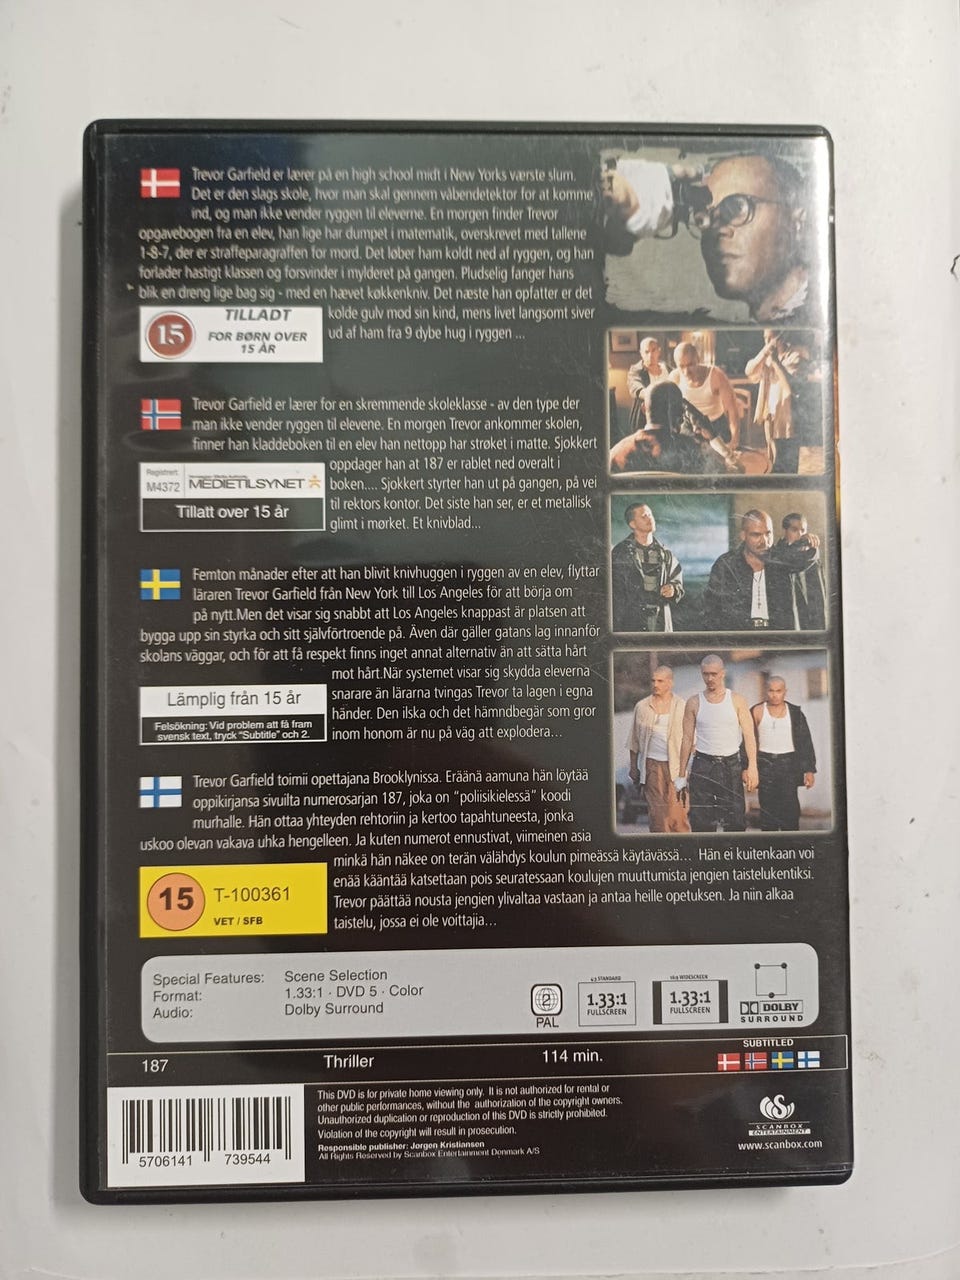 Trevor Garfield er lærer på en high school midt i New Yorks værste slum.
Det er den slags skole, hvor man skal gennem våbendetektor for at komme
ind, og man ikke vender ryggen til eleverne. En morgen finder Trevor
opgavebogen fra en elev, han lige har dumpet i matematik, overskrevet med tallene
1-8-7, der er straffeparagraffen for mord. Det løber ham koldt ned af ryggen, og han
forlader hastigt klassen og forsvinder i mylderet på gangen. Pludselig fanger hans
blik en dreng lige bag sig - med en hævet køkkenkniv. Det næste han opfatter er det
kolde gulv mod sin kind, mens livet langsomt siver
ud af ham fra 9 dybe hug i ryggen ...
15
TILLADT
FOR BØRN OVER
15 ÅR
Trevor Garfield er lærer for en skremmende skoleklasse - av den type der
man ikke vender ryggen til elevene. En morgen Trevor ankommer skolen,
finner han kladdeboken til en elev han nettopp har strøket i matte. Sjokkert
oppdager han at 187 er rablet ned overalt i
boken.... Sjokkert styrter han ut på gangen, på vei
til rektors kontor. Det siste han ser, er et metallisk
glimt i mørket. Et knivblad...
Registrert:
M4372
MEDIETILSYNET
Tillatt over 15 år
Femton månader efter att han blivit knivhuggen i ryggen av en elev, flyttar
läraren Trevor Garfield från New York till Los Angeles för att börja om
på nytt.Men det visar sig snabbt att Los Angeles knappast är platsen att
bygga upp sin styrka och sitt självförtroende på. Även där gäller gatans lag innanför
skolans väggar, och för att få respekt finns inget annat alternativ än att sätta hårt
mot hårt.När systemet visar sig skydda eleverna
snarare än lärarna tvingas Trevor ta lagen i egna
händer. Den ilska och det hämndbegär som gror
inom honom är nu på väg att explodera...
Lämplig från 15 år
Felsökning: Vid problem att få fram
svensk text, tryck "Subtitle" och 2.
Trevor Garfield toimii opettajana Brooklynissa. Eräänä aamuna hän löytää
oppikirjansa sivuilta numerosarjan 187, joka on "poliisikielessä" koodi
murhalle. Hän ottaa yhteyden rehtoriin ja kertoo tapahtuneesta, jonka
uskoo olevan vakava uhka hengelleen. Ja kuten numerot ennustivat, viimeinen asia
minkä hän näkee on terän välähdys koulun pimeässä käytävässä... Hän ei kuitenkaan voi
enää kääntää katsettaan pois seuratessaan koulujen muuttumista jengien taistelukentiksi.
Trevor päättää nousta jengien ylivaltaa vastaan ja antaa heille opetuksen. Ja niin alkaa
taistelu, jossa ei ole voittajia...
15
T-100361
VET / SFB
Special Features: Scene Selection
Format: 1.33:1 · DVD 5 · Color
Audio: Dolby Surround
2
PAL
4:3 STANDARD
1.33:1
FULLSCREEN
16:9 WIDESCREEN
1.33:1
FULLSCREEN
DOLBY
SURROUND
187 Thriller 114 min.
SUBTITLED
5706141 739544
This DVD is for private home viewing only. It is not authorized for rental or
other public performances, without the authorization of the copyright owners.
Unauthorized duplication or reproduction of this DVD is strictly prohibited.
Violation of the copyright will result in prosecution.
Responsible publisher: Jørgen Kristiansen
All Rights Reserved by Scanbox Entertainment Denmark A/S
S
SCANBOX
ENTERTAINMENT
www.scanbox.com